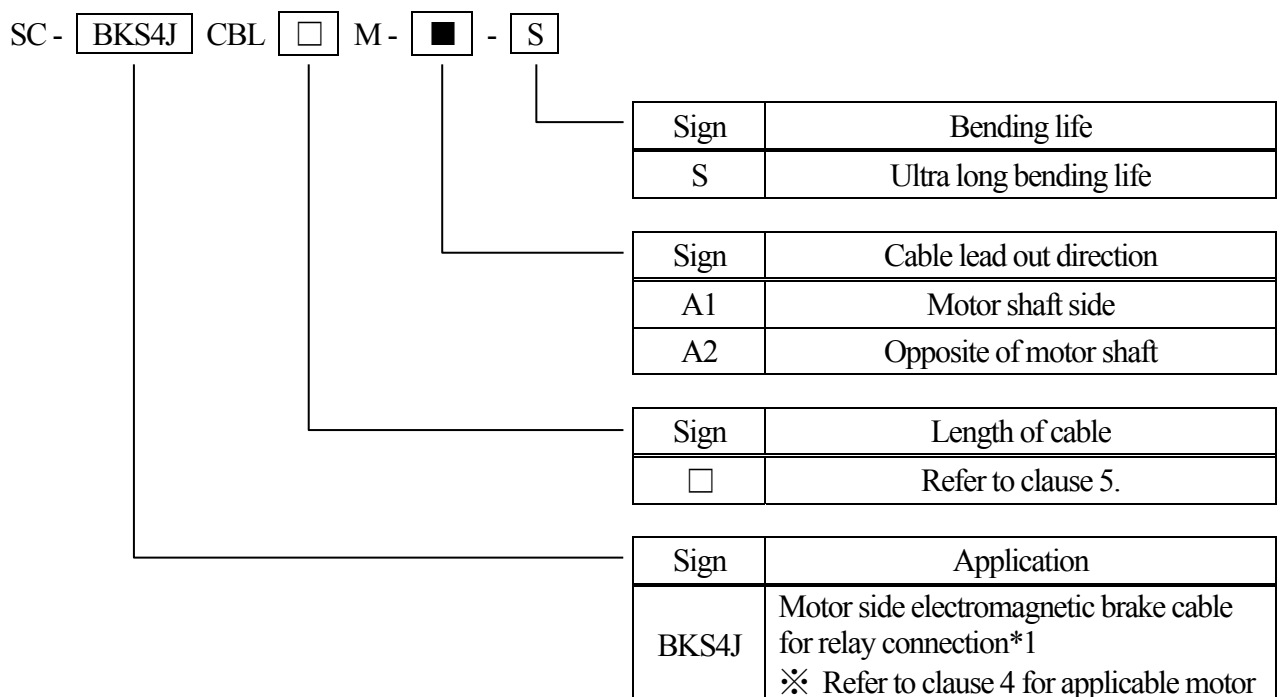 SC - BKS4J CBL □ M - ■ - S
Sign Bending life
S Ultra long bending life
Sign Cable lead out direction
A1 Motor shaft side
A2 Opposite of motor shaft
Sign Length of cable
□ Refer to clause 5.
Sign Application
BKS4J Motor side electromagnetic brake cable
for relay connection*1
※ Refer to clause 4 for applicable motor